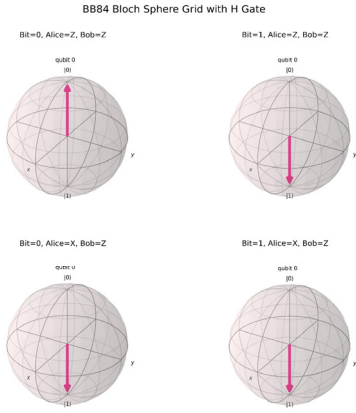 BB84 Bloch Sphere Grid with H Gate
Bit=0, Alice=Z, Bob=Z
Bit=1, Alice=Z, Bob=Z
qubit 0
qubit 0
|0⟩
|0⟩
x
y
x
y
|1⟩
|1⟩
Bit=0, Alice=X, Bob=Z
Bit=1, Alice=X, Bob=Z
qubit 0
qubit 0
|0⟩
x
y
x
y
|1⟩
|1⟩